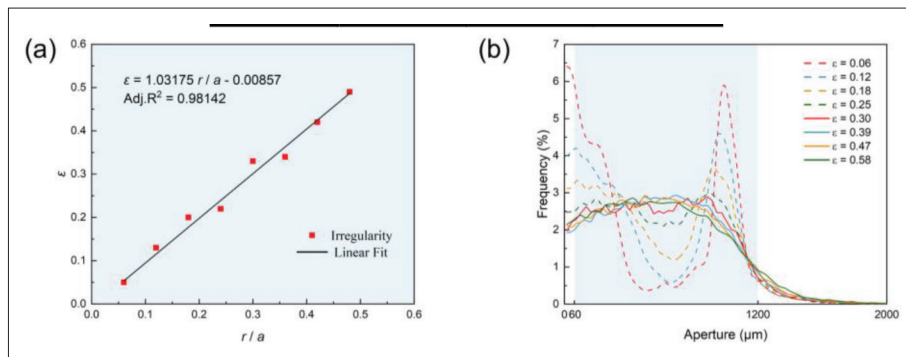 (a)
ε = 1.03175 r / a - 0.00857
Adj.R² = 0.98142
Irregularity
Linear Fit
0.6
0.5
0.4
0.3
0.2
0.1
0.0
ε
0.0 0.1 0.2 0.3 0.4 0.5 0.6
r / a
(b)
7
6
5
4
3
2
1
0
Frequency (%)
ε = 0.06
ε = 0.12
ε = 0.18
ε = 0.25
ε = 0.30
ε = 0.39
ε = 0.47
ε = 0.58
0 60 1200 2000
Aperture (μm)